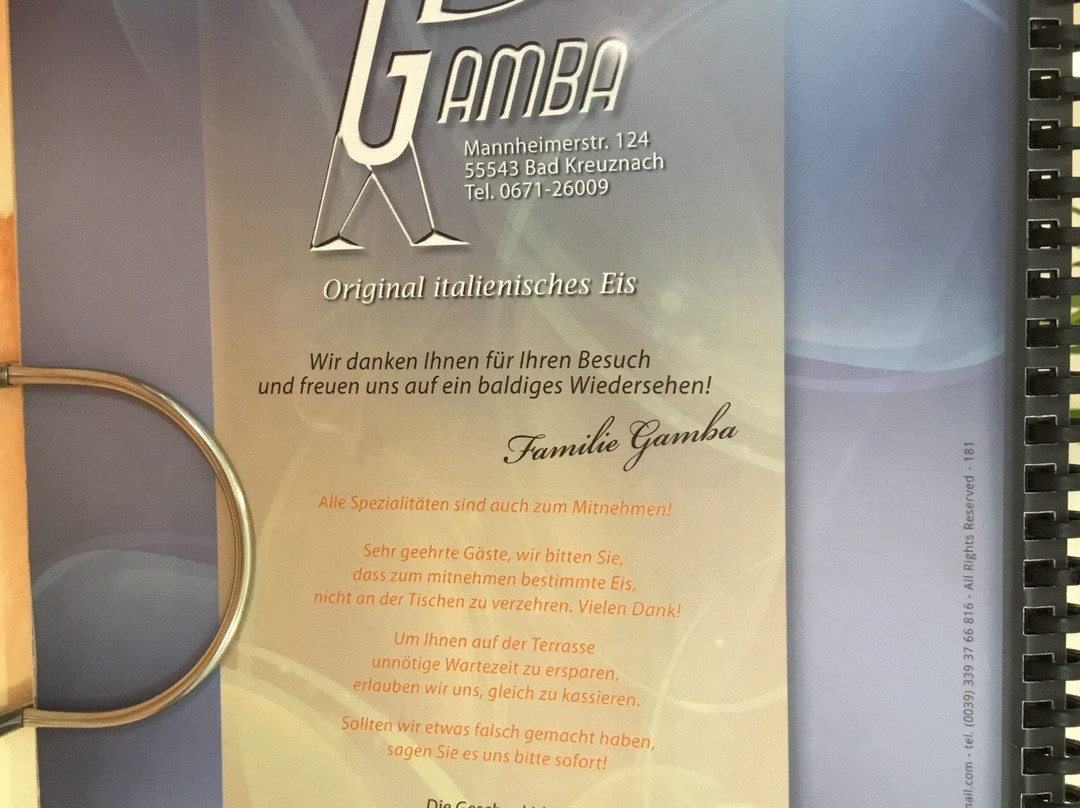 GAMBA
Mannheimerstr. 124
55543 Bad Kreuznach
Tel. 0671-26009
Original italienisches Eis
Wir danken Ihnen für Ihren Besuch
und freuen uns auf ein baldiges Wiedersehen!
Familie Gamba
Alle Spezialitäten sind auch zum Mitnehmen!
Sehr geehrte Gäste, wir bitten Sie,
dass zum mitnehmen bestimmte Eis,
nicht an der Tischen zu verzehren. Vielen Dank!
Um Ihnen auf der Terrasse
unnötige Wartezeit zu ersparen,
erlauben wir uns, gleich zu kassieren.
Sollten wir etwas falsch gemacht haben,
sagen Sie es uns bitte sofort!
Die
mail.com - tel. (0039) 339 37 66 816 - All Rights Reserved - 181